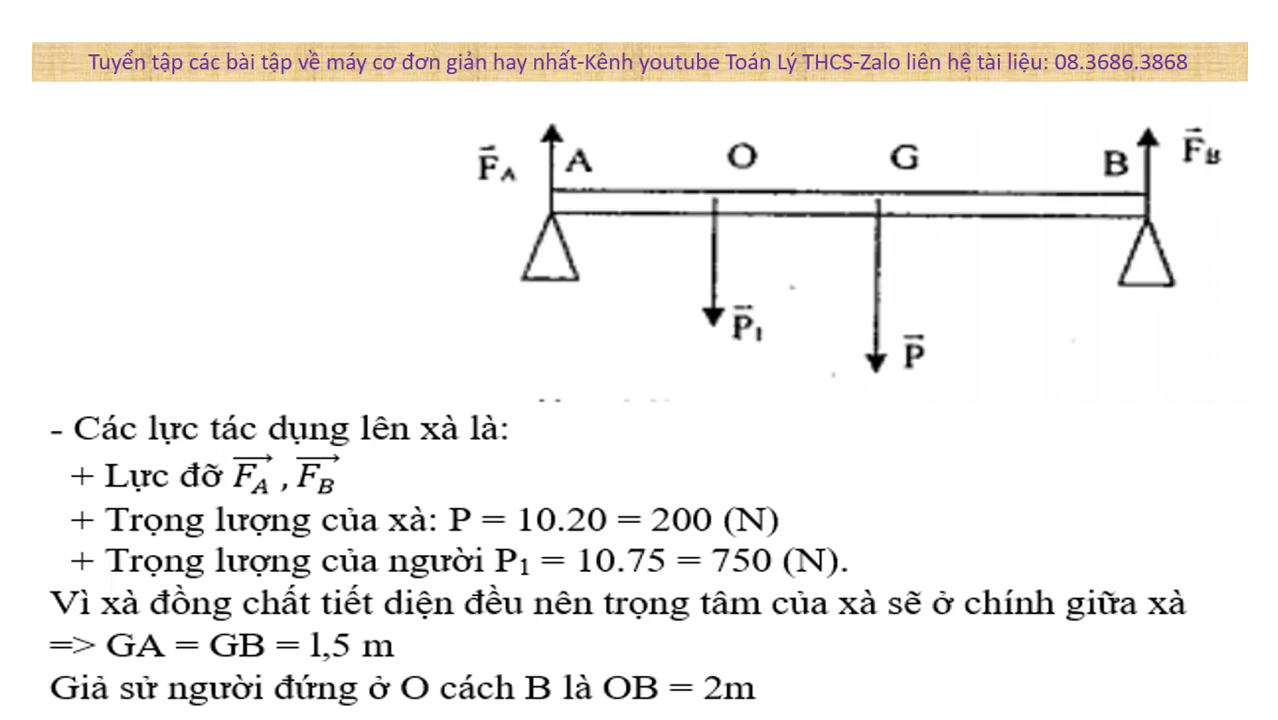 Tuyển tập các bài tập về máy cơ đơn giản hay nhất-Kênh youtube Toán Lý THCS-Zalo liên hệ tài liệu: 08.3686.3868
F⃗A A O G B F⃗B
P⃗1 P⃗
- Các lực tác dụng lên xà là:
+ Lực đỡ F⃗A , F⃗B
+ Trọng lượng của xà: P = 10.20 = 200 (N)
+ Trọng lượng của người P₁ = 10.75 = 750 (N).
Vì xà đồng chất tiết diện đều nên trọng tâm của xà sẽ ở chính giữa xà
=> GA = GB = 1,5 m
Giả sử người đứng ở O cách B là OB = 2m